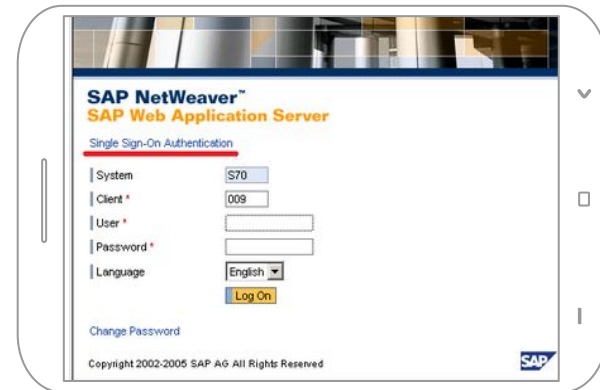 SAP NetWeaver™
SAP Web Application Server
Single Sign-On Authentication
System S70
Client * 009
User *
Password *
Language English
Log On
Change Password
Copyright 2002-2005 SAP AG All Rights Reserved
SAP